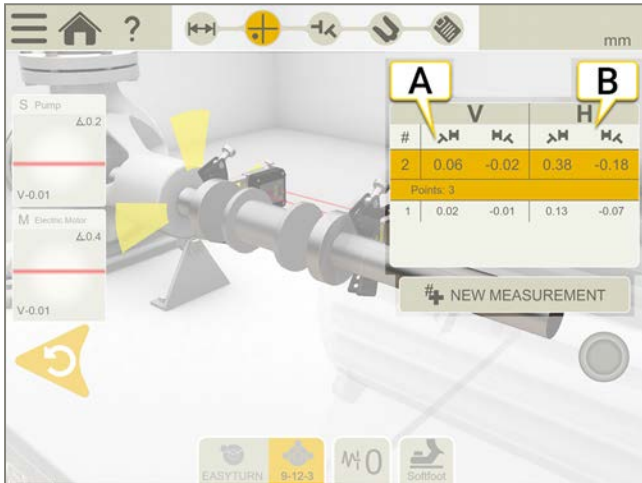 ?
mm
A
B
S Pump
∡0.2
V-0.01
M Electric Motor
∡0.4
V-0.01
V H
#
2 0.06 -0.02 0.38 -0.18
Points: 3
1 0.02 -0.01 0.13 -0.07
# NEW MEASUREMENT
EASYTURN 9-12-3 0 Softfoot